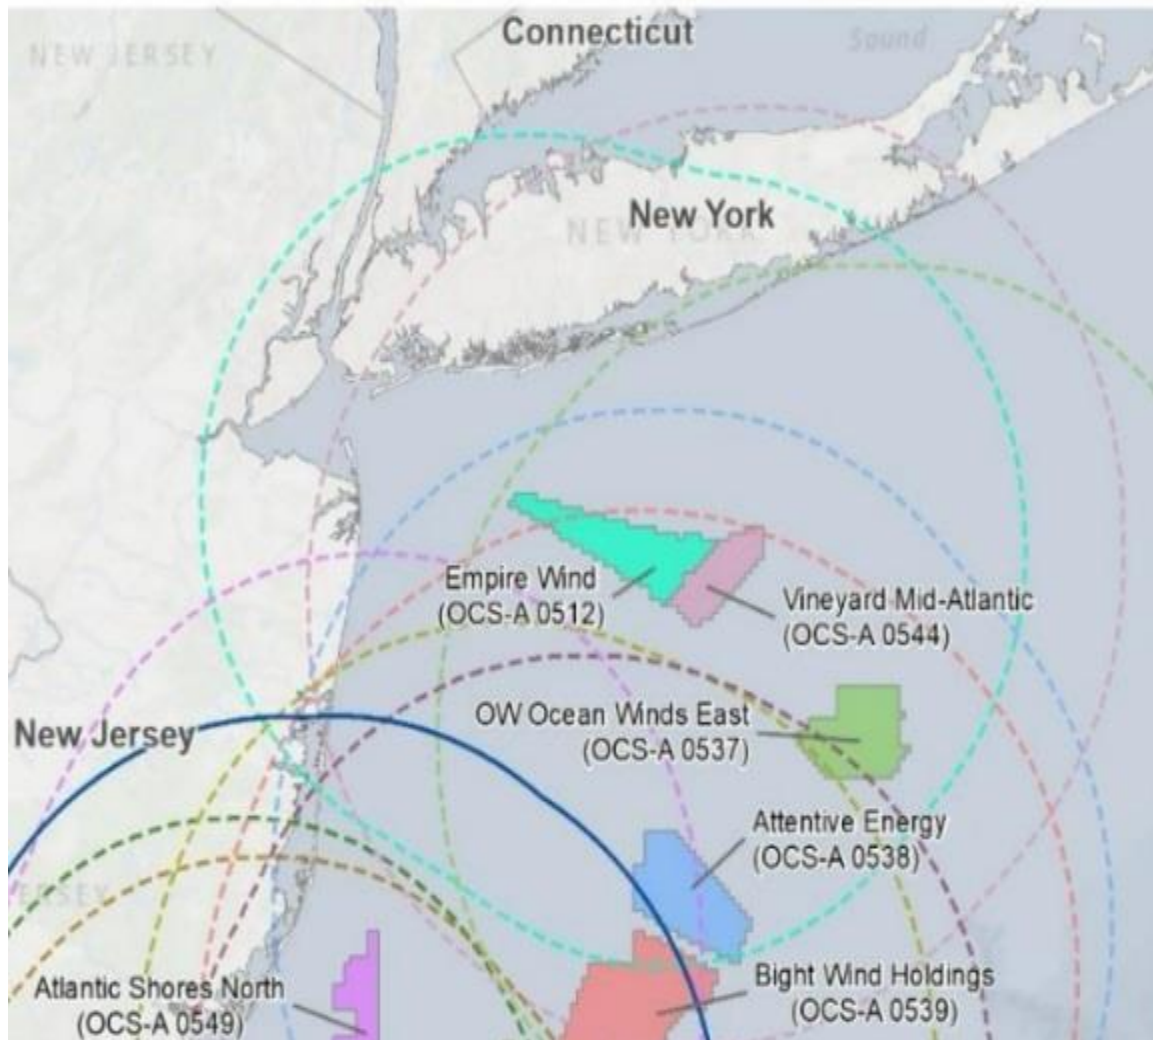 Connecticut
Sound
NEW JERSEY
New York
NEW YORK
Empire Wind
(OCS-A 0512)
Vineyard Mid-Atlantic
(OCS-A 0544)
New Jersey
OW Ocean Winds East
(OCS-A 0537)
Attentive Energy
(OCS-A 0538)
ERSEY
Atlantic Shores North
(OCS-A 0549)
Bight Wind Holdings
(OCS-A 0539)